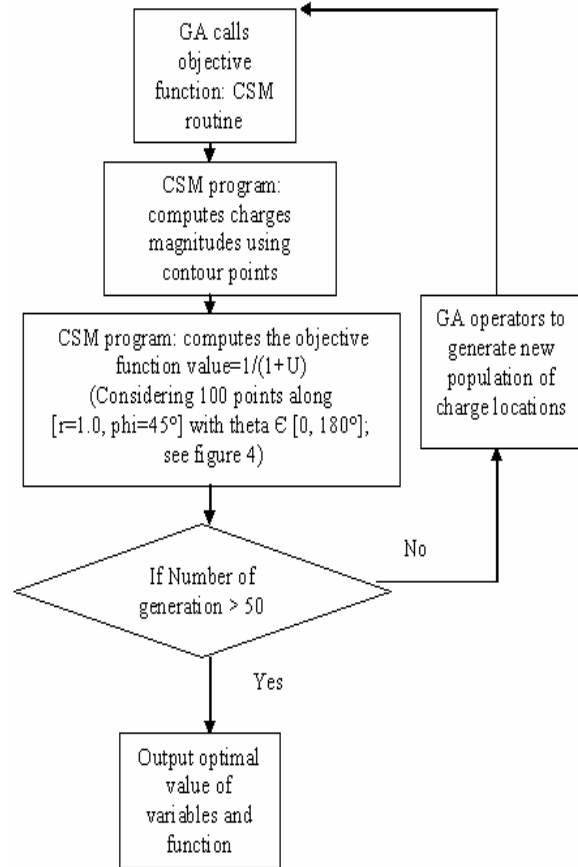 GA calls
objective
function: CSM
routine
CSM program:
computes charges
magnitudes using
contour points
CSM program: computes the objective
function value=1/(1+U)
(Considering 100 points along
[r=1.0, phi=45º] with theta Є [0, 180º];
see figure 4)
GA operators to
generate new
population of
charge locations
No
If Number of
generation > 50
Yes
Output optimal
value of
variables and
function